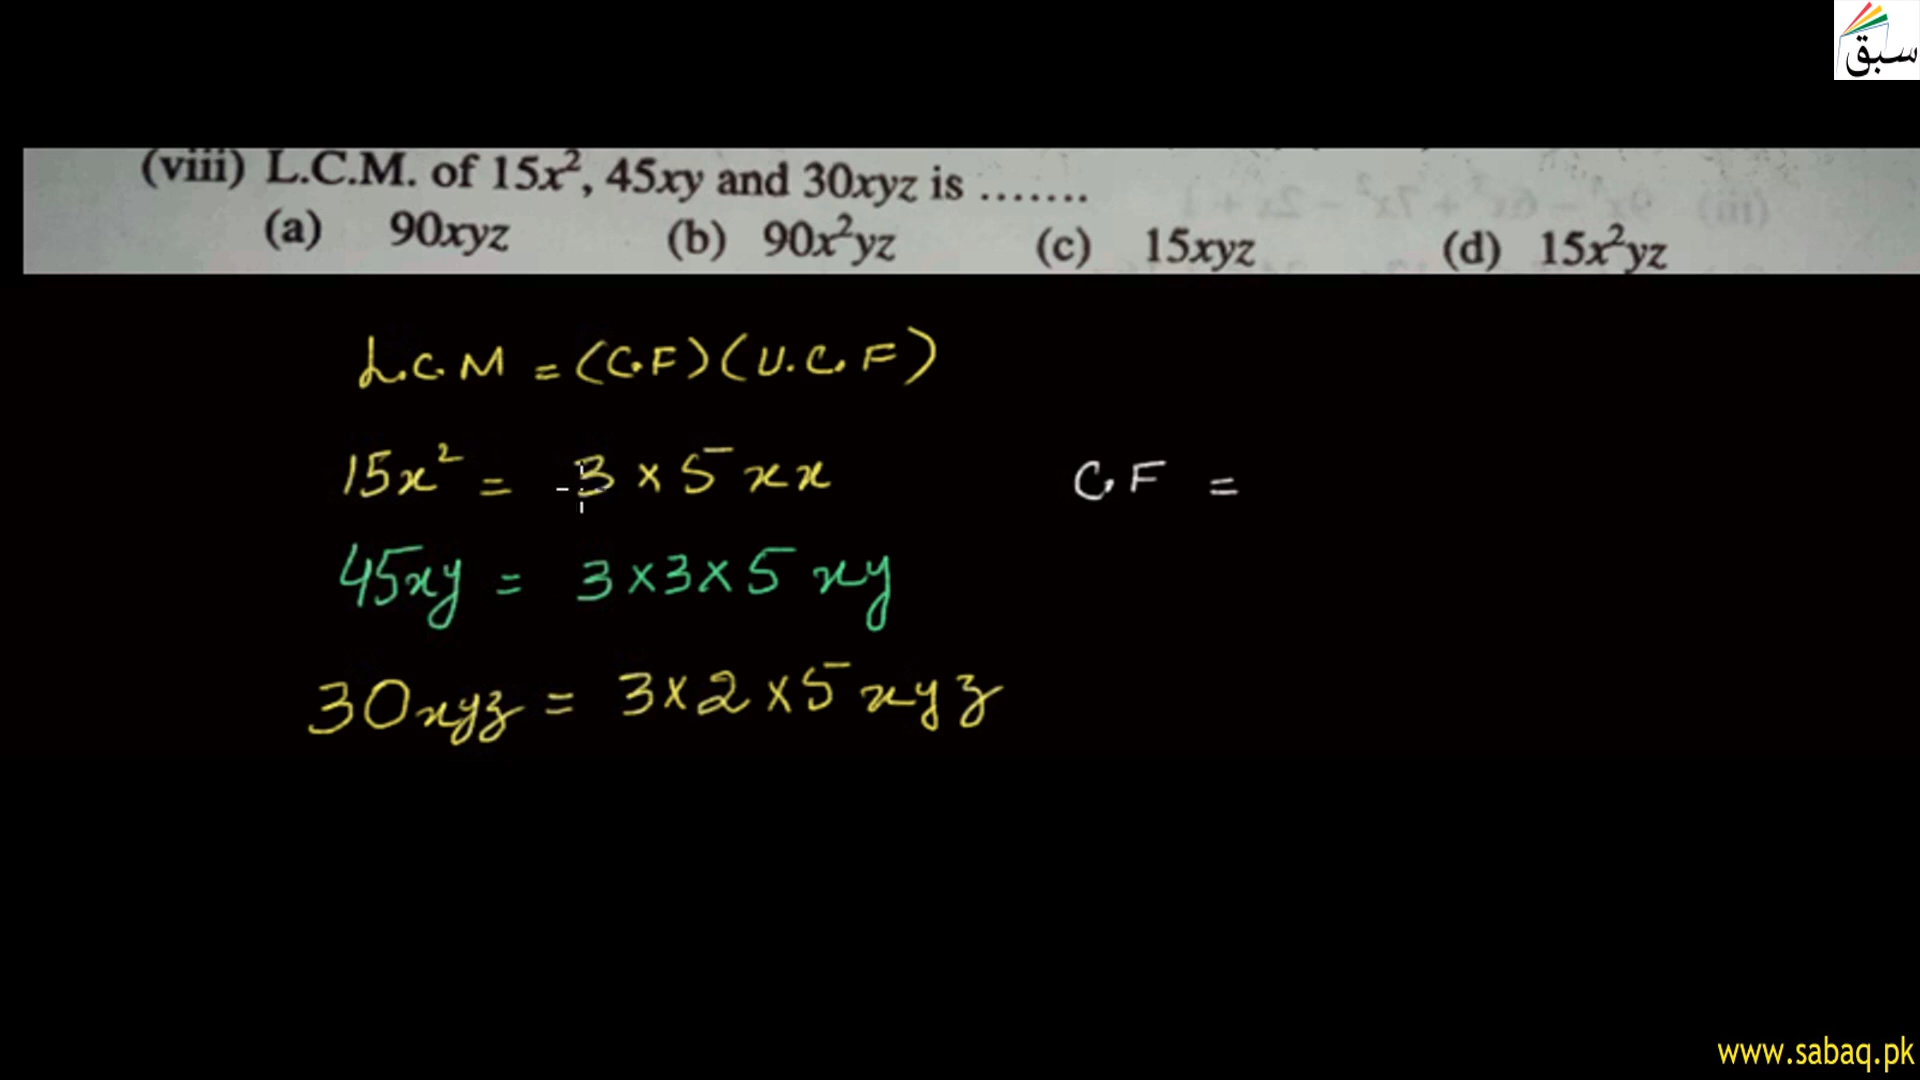 سبق
(viii) L.C.M. of 15x², 45xy and 30xyz is .......
(a) 90xyz (b) 90x²yz (c) 15xyz (d) 15x²yz
L.C.M = (C.F)(U.C.F)
15x² = 3 × 5 x x
C.F =
45xy = 3 × 3 × 5 xy
30xyz = 3 × 2 × 5 xyz
www.sabaq.pk